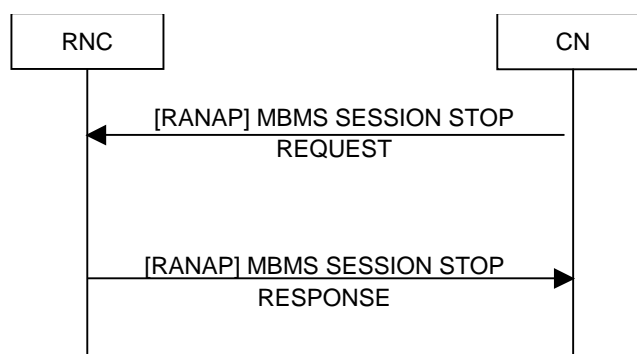 RNC
CN
[RANAP] MBMS SESSION STOP
REQUEST
[RANAP] MBMS SESSION STOP
RESPONSE